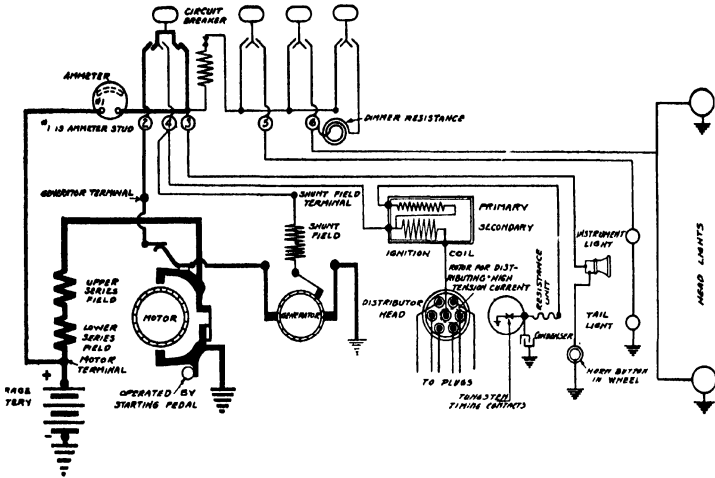 CIRCUIT
BREAKER
AMMETER
#1
#1 IS AMMETER STUD
2
4
3
5
6
DIMMER RESISTANCE
GENERATOR TERMINAL
SHUNT FIELD
TERMINAL
SHUNT
FIELD
PRIMARY
SECONDARY
IGNITION COIL
ROTOR FOR DIST-
RIBUTING HIGH
TENSION CURRENT
RESISTANCE
UNIT
INSTRUMENT
LIGHT
HEAD LIGHTS
UPPER
SERIES
FIELD
MOTOR
GENERATOR
DISTRIBUTOR
HEAD
CONDENSER
TAIL
LIGHT
LOWER
SERIES
FIELD
MOTOR
TERMINAL
+
RAGE
TERY
-
OPERATED BY
STARTING PEDAL
TO PLUGS
TUNGSTEN
TIMING CONTACTS
HORN BUTTON
IN WHEEL